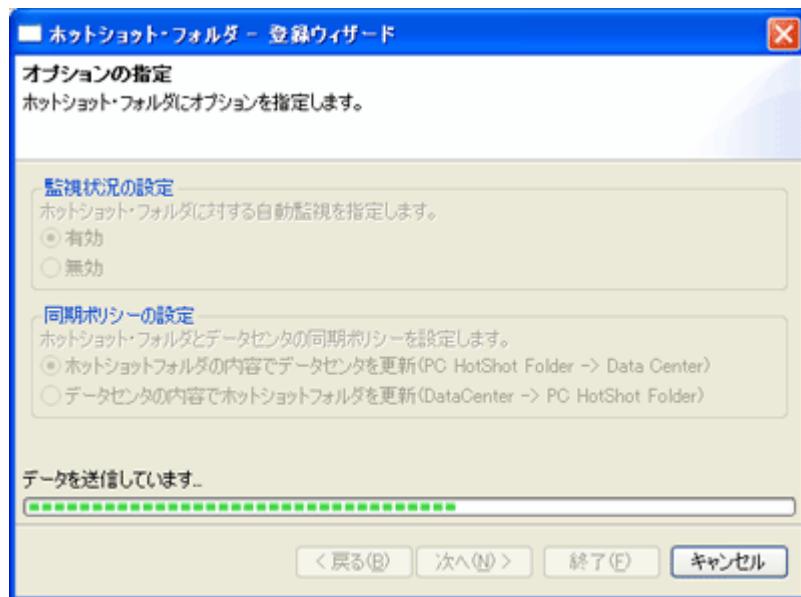 ホットショット・フォルダ - 登録ウィザード
オプションの指定
ホットショット・フォルダにオプションを指定します。
監視状況の設定
ホットショット・フォルダに対する自動監視を指定します。
有効
無効
同期ポリシーの設定
ホットショット・フォルダとデータセンタの同期ポリシーを設定します。
ホットショットフォルダの内容でデータセンタを更新(PC HotShot Folder -> Data Center)
データセンタの内容でホットショットフォルダを更新(DataCenter -> PC HotShot Folder)
データを送信しています...
< 戻る(B) 次へ(N) > 終了(F) キャンセル